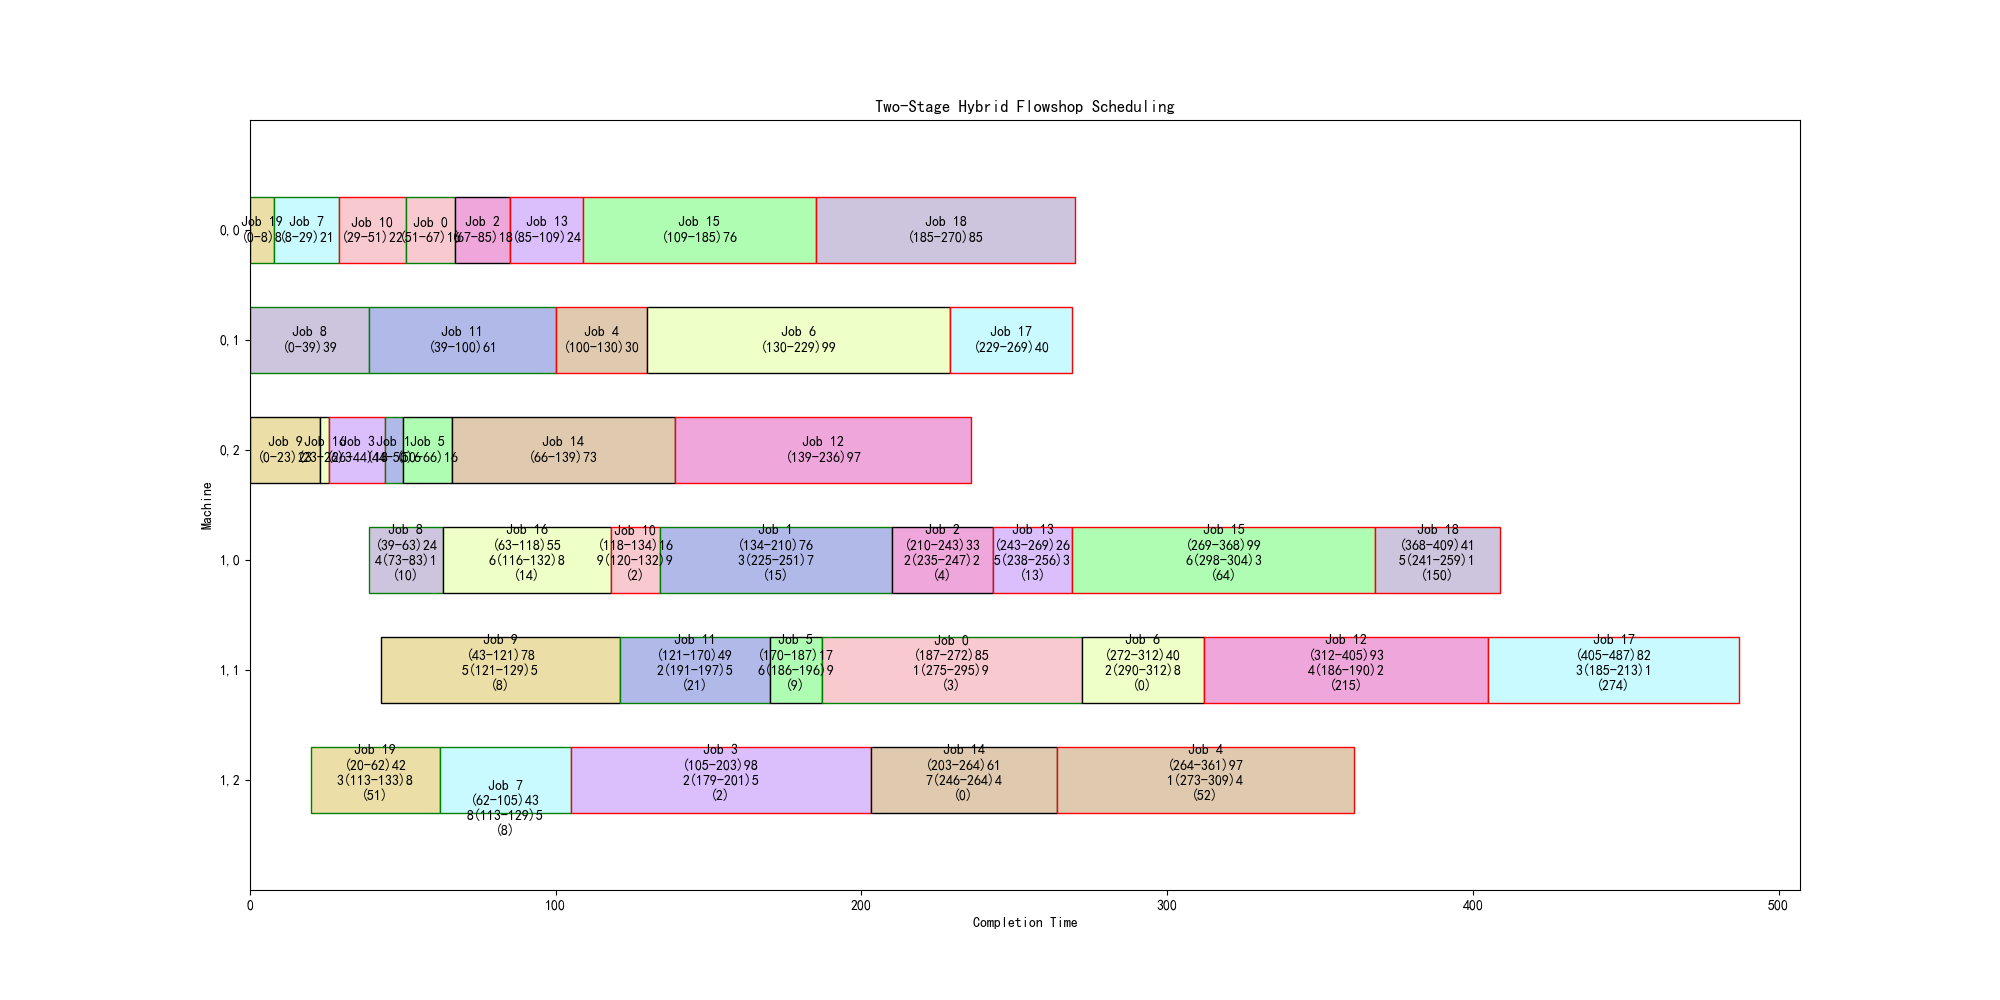 Two-Stage Hybrid Flowshop Scheduling
0,0
Job 19
(0-8)8
Job 7
(8-29)21
Job 10
(29-51)22
Job 0
(51-67)16
Job 2
(67-85)18
Job 13
(85-109)24
Job 15
(109-185)76
Job 18
(185-270)85
0,1
Job 8
(0-39)39
Job 11
(39-100)61
Job 4
(100-130)30
Job 6
(130-229)99
Job 17
(229-269)40
0,2
Job 9
(0-23)23
Job 16
(23-26)3
Job 3
(26-44)18
Job 1
(44-50)6
Job 5
(50-66)16
Job 14
(66-139)73
Job 12
(139-236)97
Machine
1,0
Job 8
(39-63)24
4(73-83)1
(10)
Job 16
(63-118)55
6(116-132)8
(14)
Job 10
(118-134)16
9(120-132)9
(2)
Job 1
(134-210)76
3(225-251)7
(15)
Job 2
(210-243)33
2(235-247)2
(4)
Job 13
(243-269)26
5(238-256)3
(13)
Job 15
(269-368)99
6(298-304)3
(64)
Job 18
(368-409)41
5(241-259)1
(150)
1,1
Job 9
(43-121)78
5(121-129)5
(8)
Job 11
(121-170)49
2(191-197)5
(21)
Job 5
(170-187)17
6(186-196)9
(9)
Job 0
(187-272)85
1(275-295)9
(3)
Job 6
(272-312)40
2(290-312)8
(0)
Job 12
(312-405)93
4(186-190)2
(215)
Job 17
(405-487)82
3(185-213)1
(274)
1,2
Job 19
(20-62)42
3(113-133)8
(51)
Job 7
(62-105)43
8(113-129)5
(8)
Job 3
(105-203)98
2(179-201)5
(2)
Job 14
(203-264)61
7(246-264)4
(0)
Job 4
(264-361)97
1(273-309)4
(52)
0
100
200
300
400
500
Completion Time